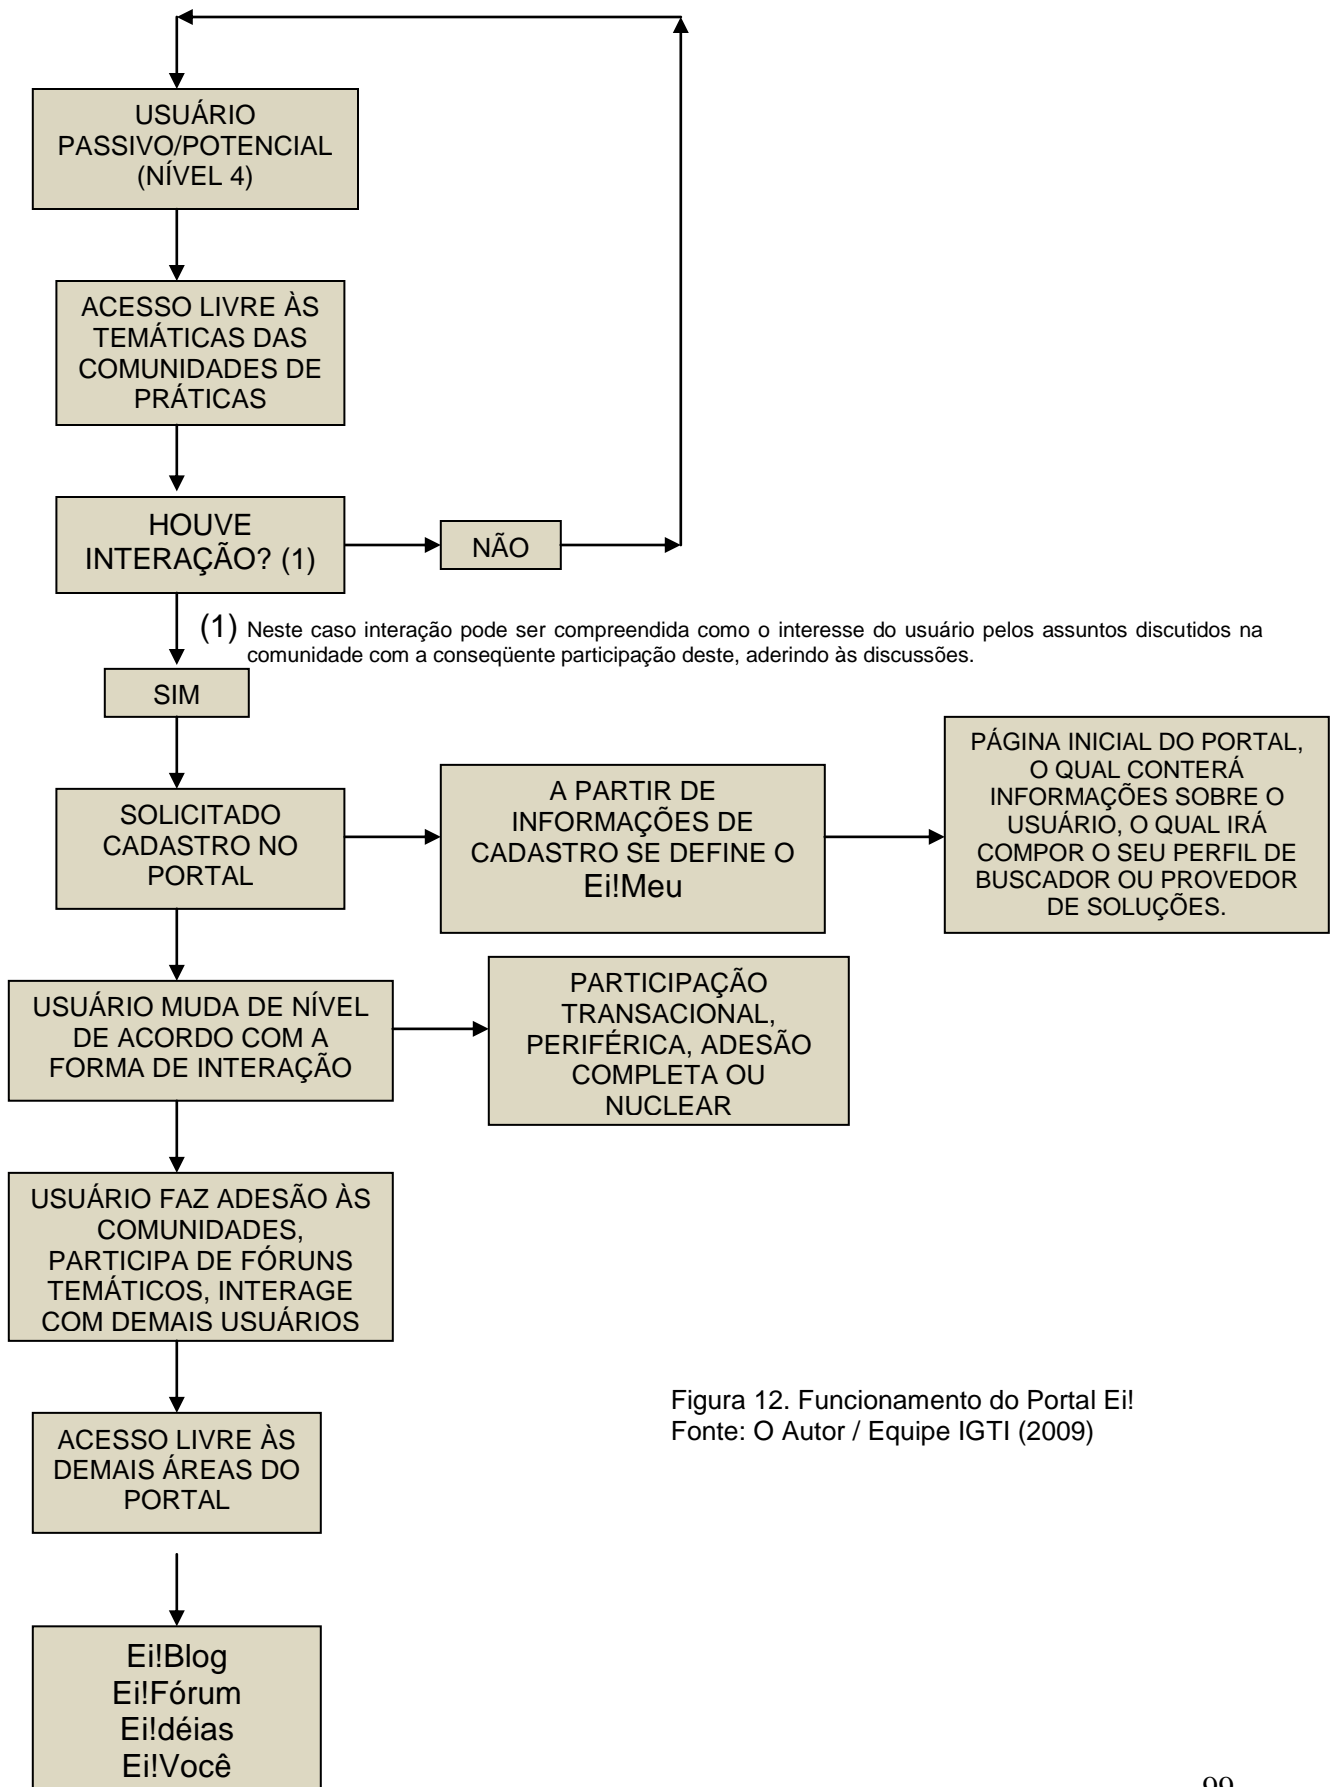 USUÁRIO
PASSIVO/POTENCIAL
(NÍVEL 4)
ACESSO LIVRE ÀS
TEMÁTICAS DAS
COMUNIDADES DE
PRÁTICAS
HOUVE
INTERAÇÃO? (1)
NÃO
(1) Neste caso interação pode ser compreendida como o interesse do usuário pelos assuntos discutidos na
comunidade com a conseqüente participação deste, aderindo às discussões.
SIM
SOLICITADO
CADASTRO NO
PORTAL
A PARTIR DE
INFORMAÇÕES DE
CADASTRO SE DEFINE O
Ei!Meu
PÁGINA INICIAL DO PORTAL,
O QUAL CONTERÁ
INFORMAÇÕES SOBRE O
USUÁRIO, O QUAL IRÁ
COMPOR O SEU PERFIL DE
BUSCADOR OU PROVEDOR
DE SOLUÇÕES.
USUÁRIO MUDA DE NÍVEL
DE ACORDO COM A
FORMA DE INTERAÇÃO
PARTICIPAÇÃO
TRANSACIONAL,
PERIFÉRICA, ADESÃO
COMPLETA OU
NUCLEAR
USUÁRIO FAZ ADESÃO ÀS
COMUNIDADES,
PARTICIPA DE FÓRUNS
TEMÁTICOS, INTERAGE
COM DEMAIS USUÁRIOS
ACESSO LIVRE ÀS
DEMAIS ÁREAS DO
PORTAL
Figura 12. Funcionamento do Portal Ei!
Fonte: O Autor / Equipe IGTI (2009)
Ei!Blog
Ei!Fórum
Ei!déias
Ei!Você
99